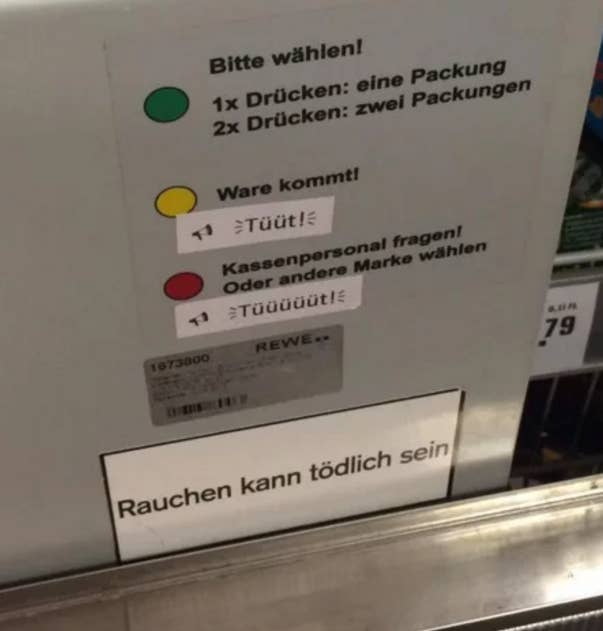 Bitte wählen!
1x Drücken: eine Packung
2x Drücken: zwei Packungen
Ware kommt!
Tüüt!
Kassenpersonal fragen!
Oder andere Marke wählen
Tüüüüüt!
1673800
REWE
.79
Rauchen kann tödlich sein